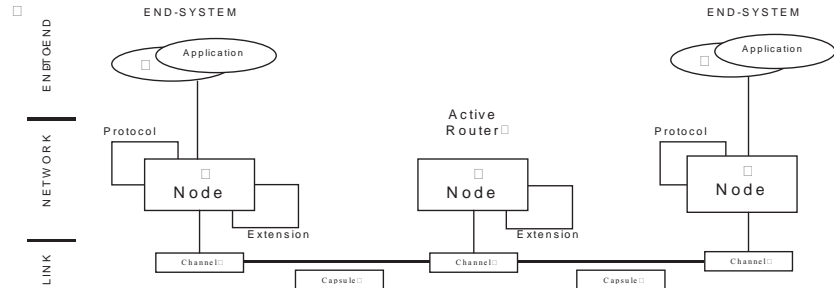 END-SYSTEM
END-SYSTEM
END TO END
Application
Application
Active
Router
Protocol
Protocol
NETWORK
Node
Node
Node
Extension
Extension
LINK
Channel
Channel
Channel
Capsule
Capsule